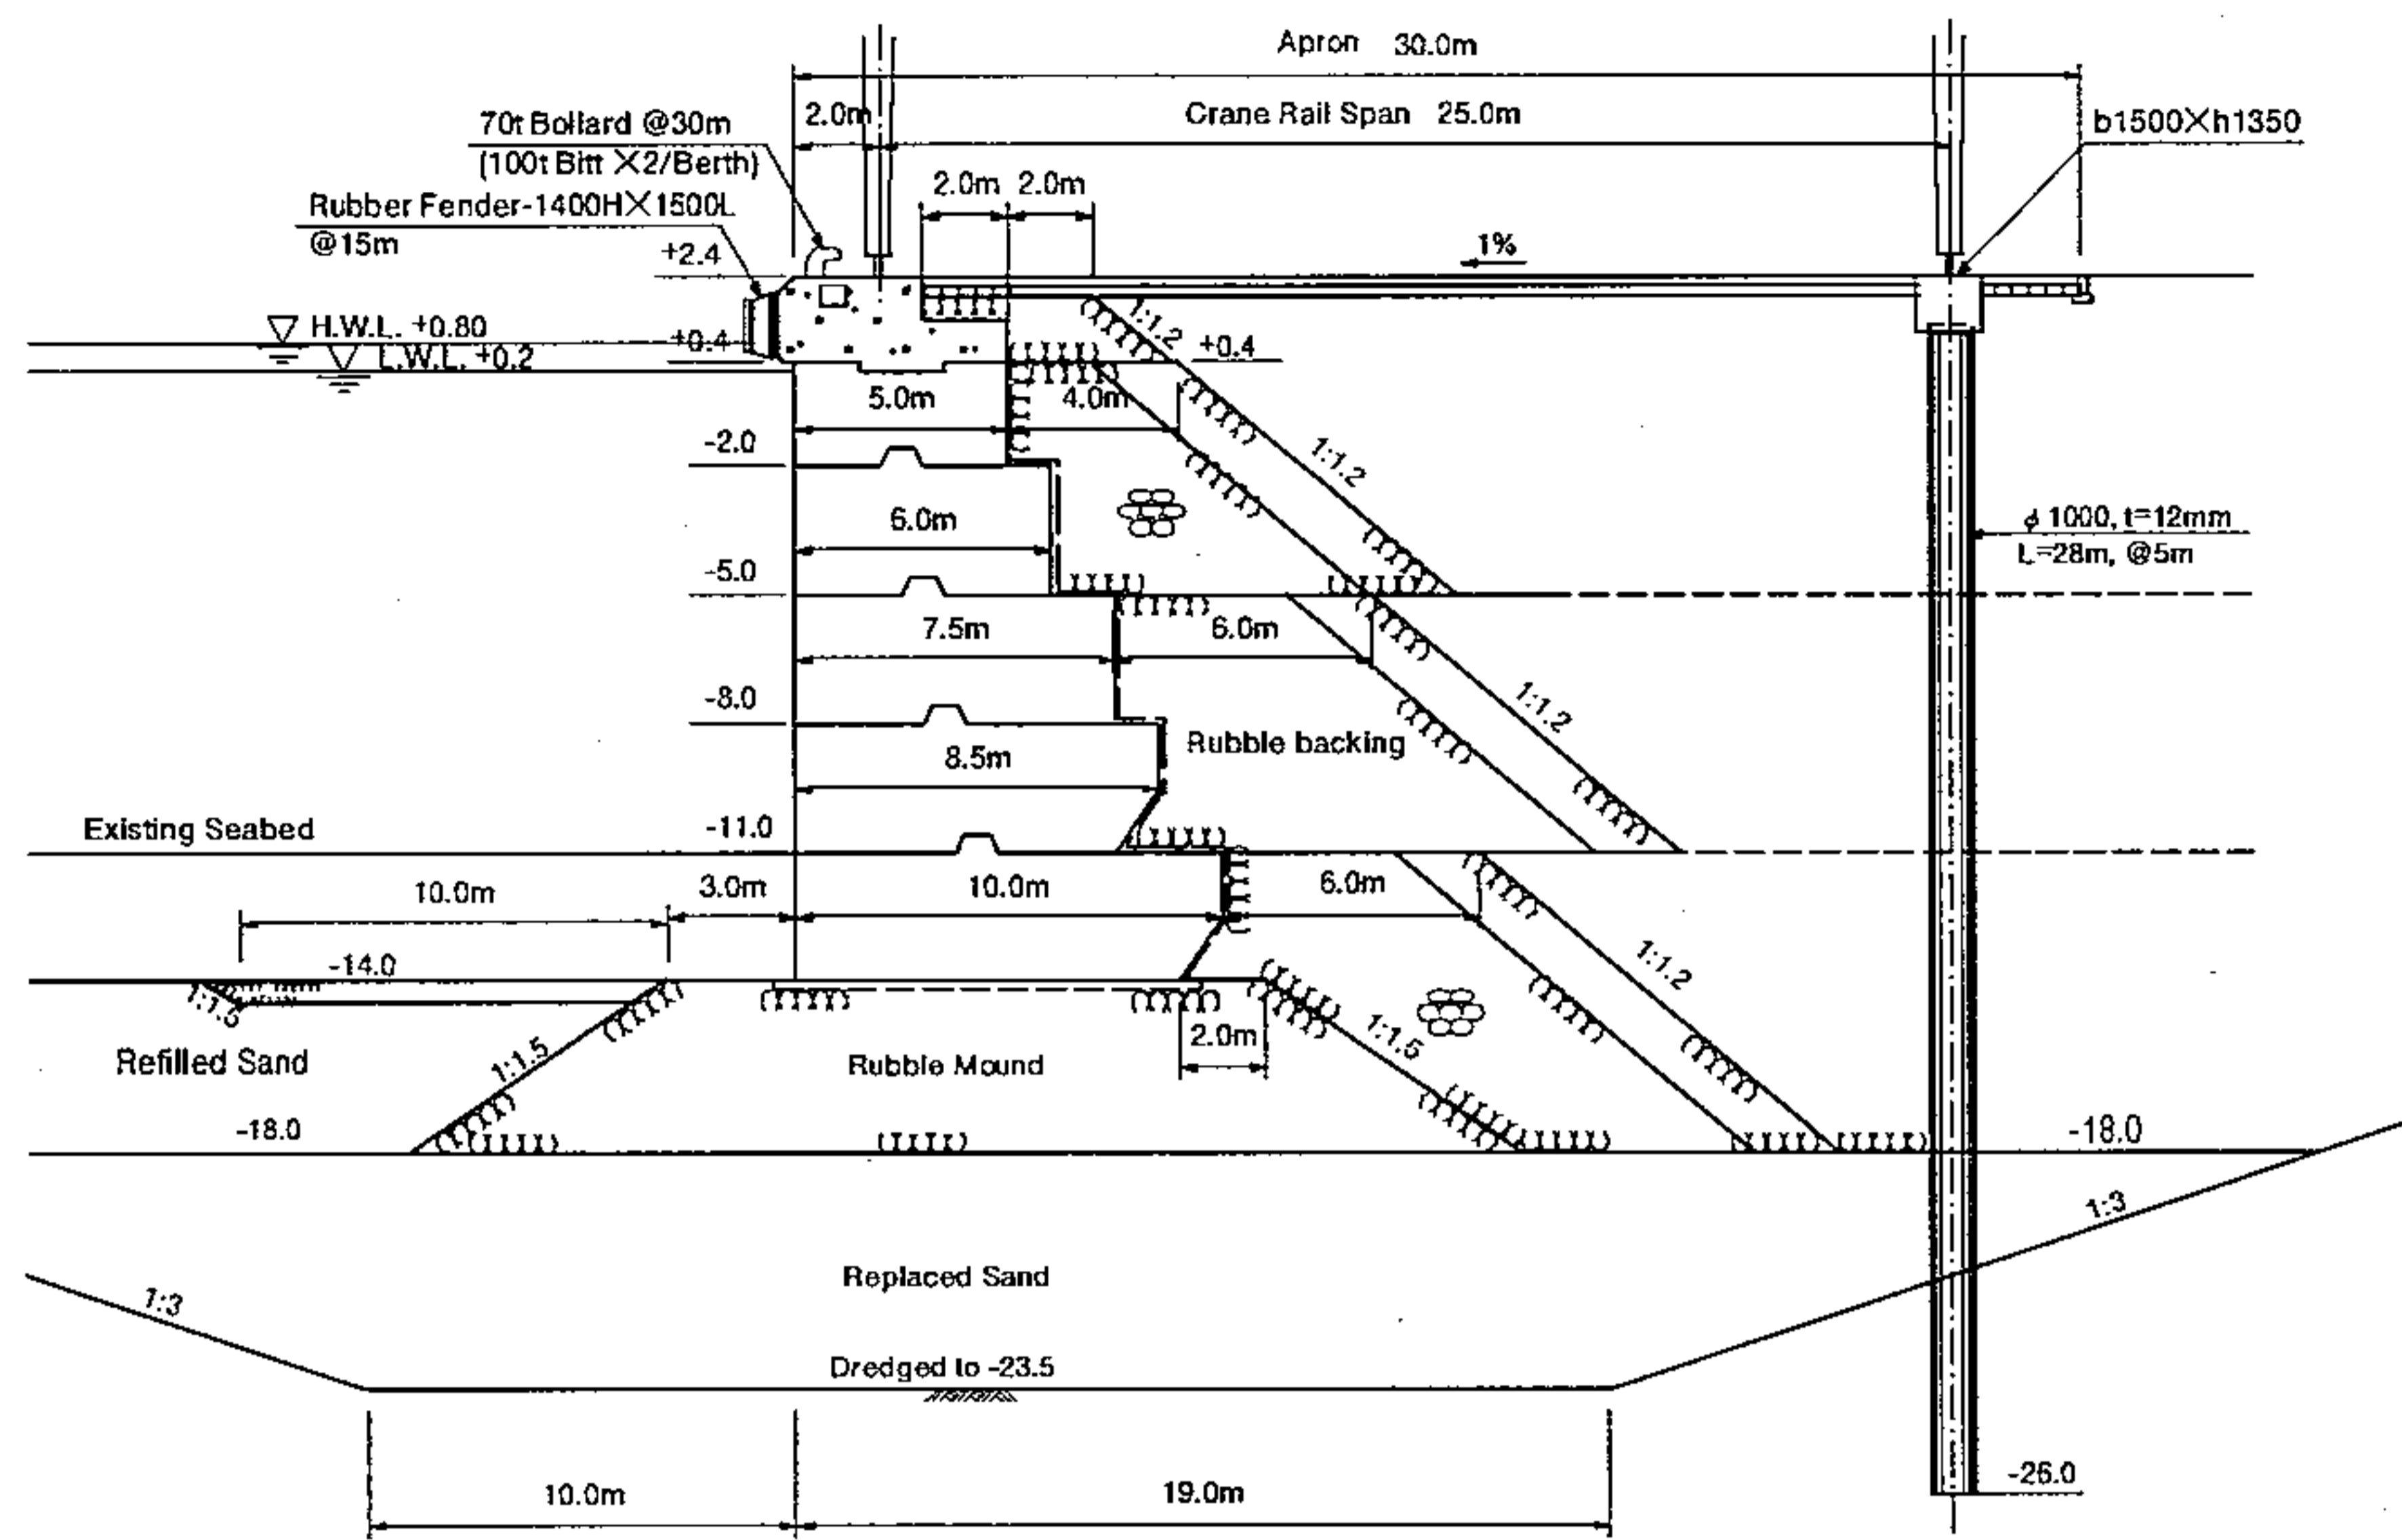 Apron 30.0m
2.0m
Crane Rail Span 25.0m
b1500×h1350
70t Bollard @30m
(100t Bitt ×2/Berth)
Rubber Fender-1400H×1500L
@15m
2.0m 2.0m
+2.4
1%
H.W.L. +0.80
+0.4
L.W.L. +0.2
1:1.2
+0.4
5.0m
4.0m
-2.0
1:1.2
6.0m
ϕ 1000, t=12mm
L=28m, @5m
-5.0
7.5m
6.0m
-8.0
1:1.2
8.5m
Rubble backing
Existing Seabed
-11.0
10.0m
3.0m
10.0m
6.0m
-14.0
1:1.2
1:1.5
2.0m
1:1.5
Refilled Sand
1:1.5
Rubble Mound
-18.0
-18.0
1:3
Replaced Sand
1:3
Dredged to -23.5
10.0m
19.0m
-26.0